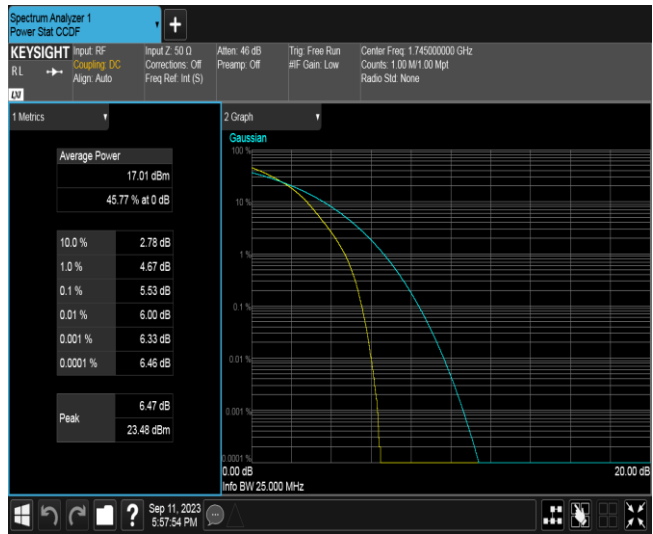 Spectrum Analyzer 1
Power Stat CCDF
+
KEYSIGHT
RL
LXI
Input: RF
Coupling: DC
Align: Auto
Input Z: 50 Ω
Corrections: Off
Freq Ref: Int (S)
Atten: 46 dB
Preamp: Off
Trig: Free Run
#IF Gain: Low
Center Freq: 1.745000000 GHz
Counts: 1.00 M/1.00 Mpt
Radio Std: None
1 Metrics
Average Power
17.01 dBm
45.77 % at 0 dB
10.0 % 2.78 dB
1.0 % 4.67 dB
0.1 % 5.53 dB
0.01 % 6.00 dB
0.001 % 6.33 dB
0.0001 % 6.46 dB
Peak
6.47 dB
23.48 dBm
2 Graph
Gaussian
100 %
10 %
1 %
0.1 %
0.01 %
0.001 %
0.0001 %
0.00 dB
20.00 dB
Info BW 25.000 MHz
?
Sep 11, 2023
5:57:54 PM